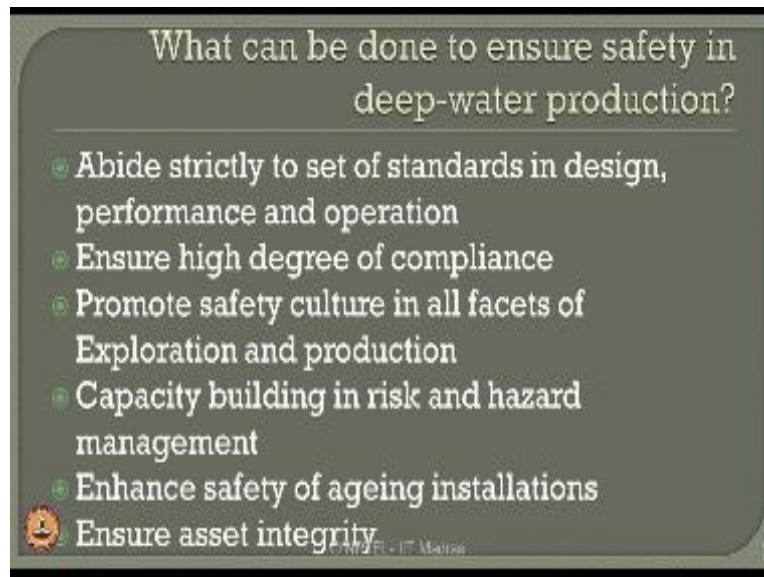 What can be done to ensure safety in
deep-water production?
Abide strictly to set of standards in design,
performance and operation
Ensure high degree of compliance
Promote safety culture in all facets of
Exploration and production
Capacity building in risk and hazard
management
Enhance safety of ageing installations
Ensure asset integrity
- IIT Madras